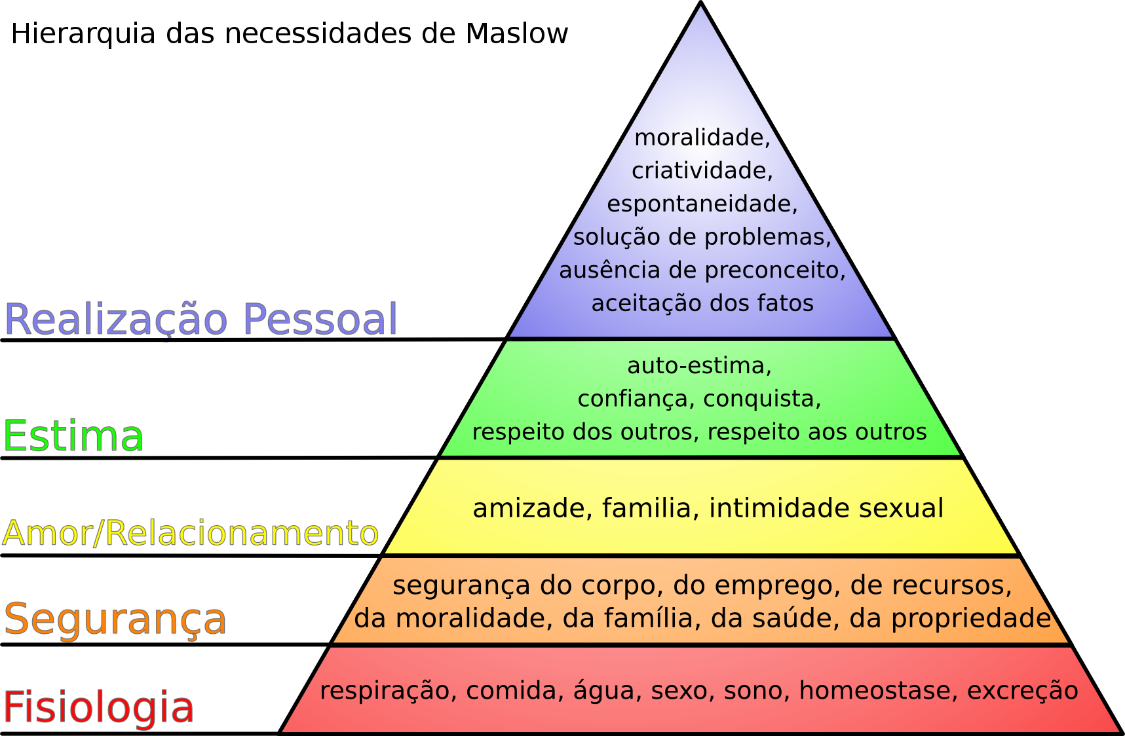 Hierarquia das necessidades de Maslow
moralidade,
criatividade,
espontaneidade,
solução de problemas,
ausência de preconceito,
aceitação dos fatos
Realização Pessoal
auto-estima,
confiança, conquista,
respeito dos outros, respeito aos outros
Estima
amizade, familia, intimidade sexual
Amor/Relacionamento
segurança do corpo, do emprego, de recursos,
da moralidade, da família, da saúde, da propriedade
Segurança
respiração, comida, água, sexo, sono, homeostase, excreção
Fisiologia